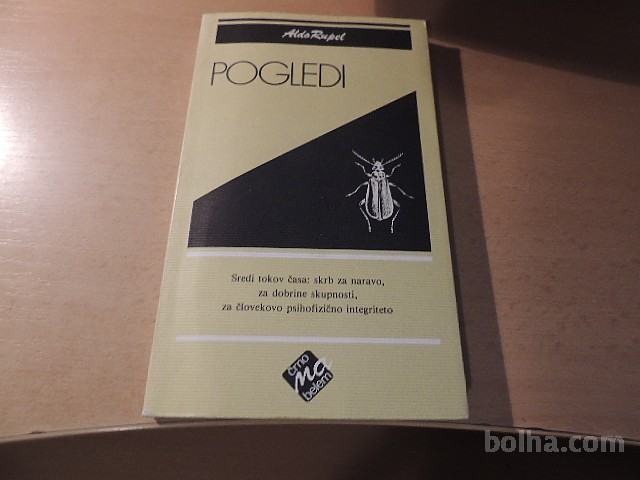 Aldo Rupel
POGLEDI
Sredi tokov časa: skrb za naravo,
za dobrine skupnosti,
za človekovo psihofizično integriteto
črno
na
belem
bolha.com